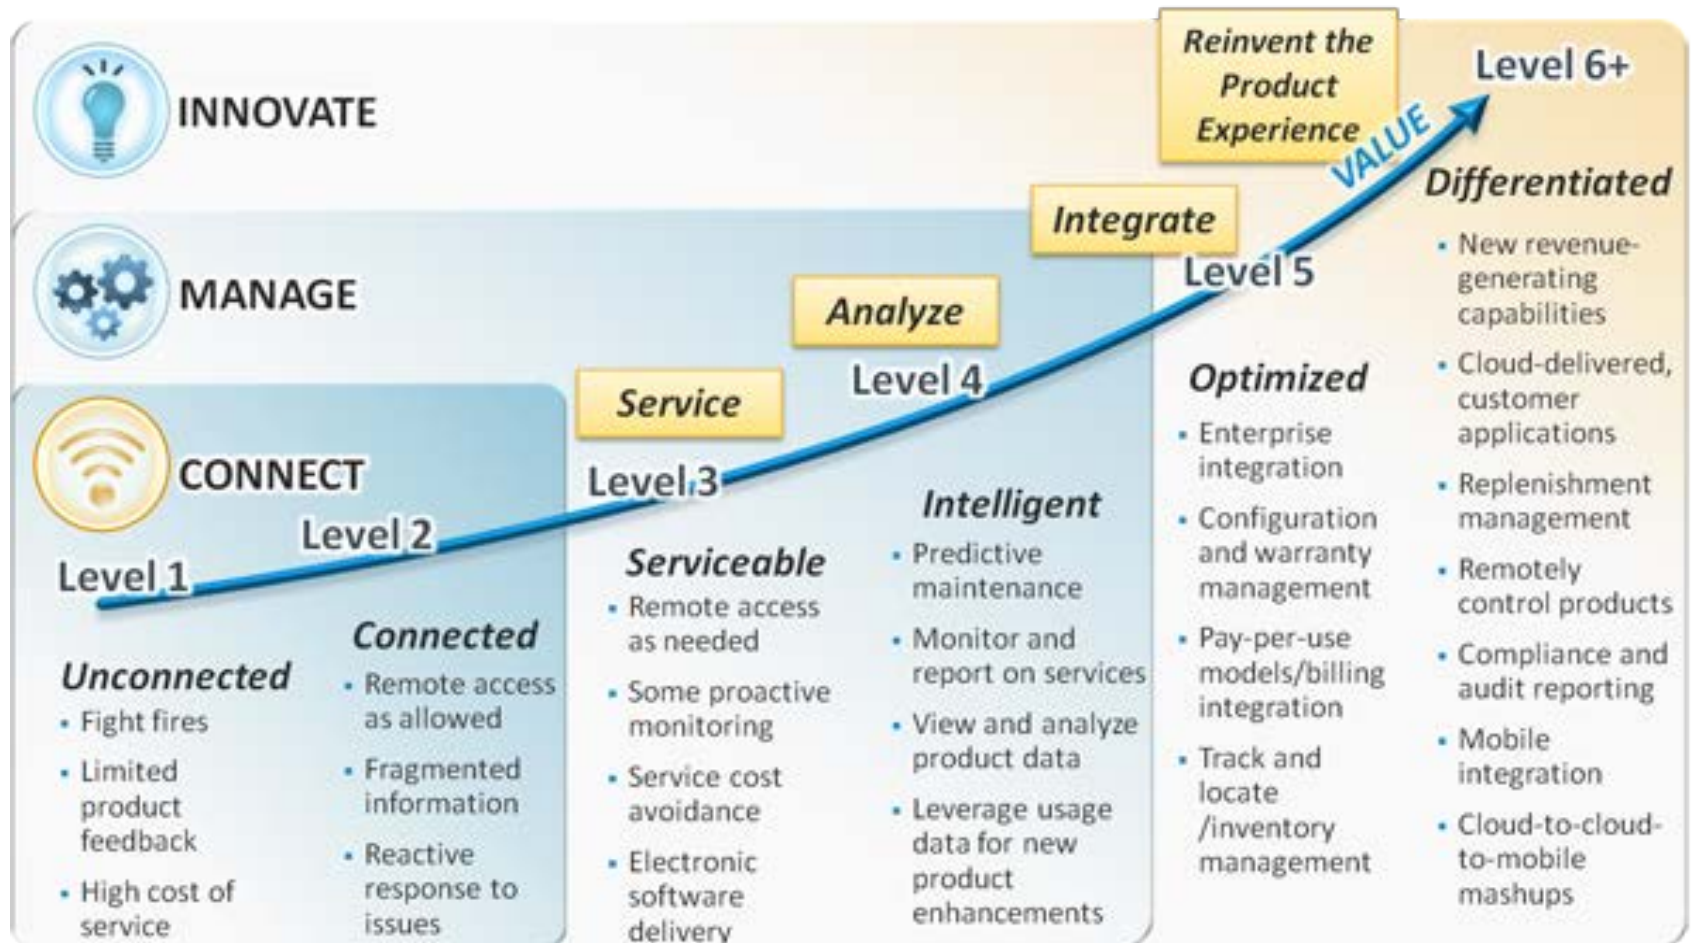 INNOVATE
MANAGE
CONNECT
Reinvent the
Product
Experience
VALUE
Integrate
Analyze
Service
Level 1
Unconnected
▪ Fight fires
▪ Limited
product
feedback
▪ High cost of
service
Level 2
Connected
▪ Remote access
as allowed
▪ Fragmented
information
▪ Reactive
response to
issues
Level 3
Serviceable
▪ Remote access
as needed
▪ Some proactive
monitoring
▪ Service cost
avoidance
▪ Electronic
software
delivery
Level 4
Intelligent
▪ Predictive
maintenance
▪ Monitor and
report on services
▪ View and analyze
product data
▪ Leverage usage
data for new
product
enhancements
Level 5
Optimized
▪ Enterprise
integration
▪ Configuration
and warranty
management
▪ Pay-per-use
models/billing
integration
▪ Track and
locate
/inventory
management
Level 6+
Differentiated
▪ New revenue-
generating
capabilities
▪ Cloud-delivered,
customer
applications
▪ Replenishment
management
▪ Remotely
control products
▪ Compliance and
audit reporting
▪ Mobile
integration
▪ Cloud-to-cloud-
to-mobile
mashups